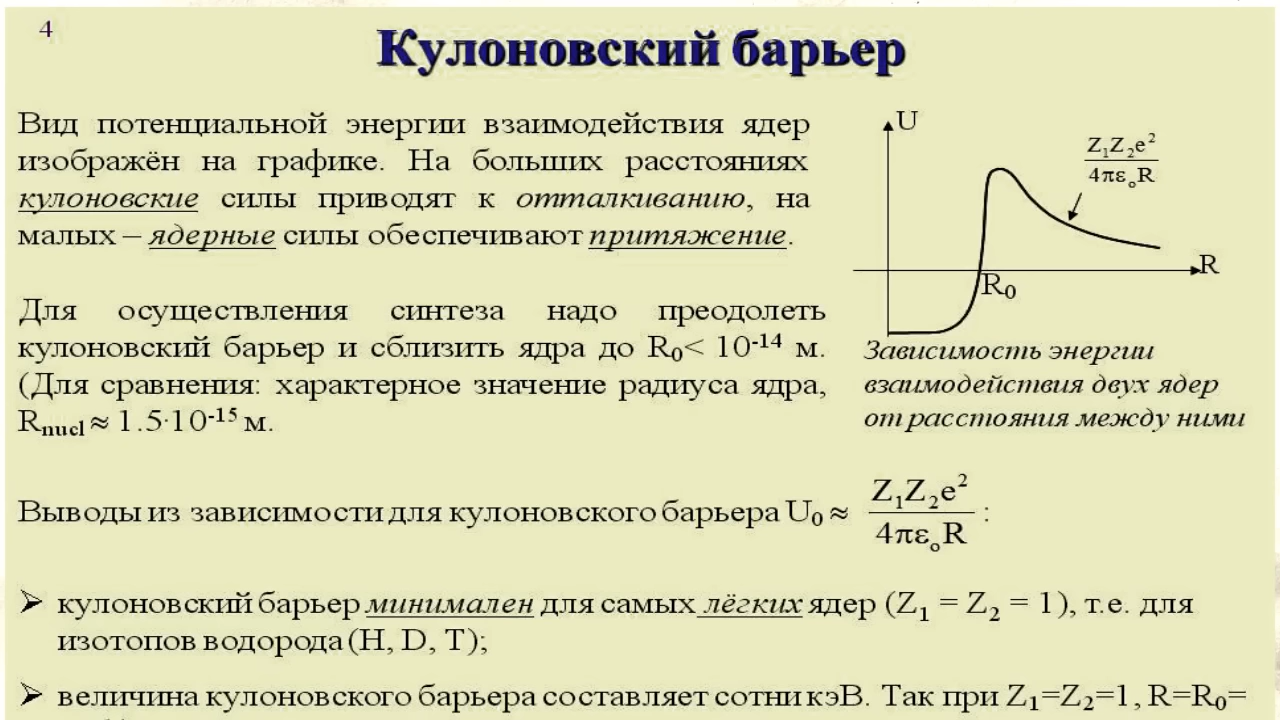 4
Кулоновский барьер
Вид потенциальной энергии взаимодействия ядер
изображён на графике. На больших расстояниях
кулоновские силы приводят к отталкиванию, на
малых – ядерные силы обеспечивают притяжение.
U
Z₁Z₂e²
4πεₒR
R
R₀
Для осуществления синтеза надо преодолеть
кулоновский барьер и сблизить ядра до R₀< 10⁻¹⁴ м.
(Для сравнения: характерное значение радиуса ядра,
Rnucl ≈ 1.5·10⁻¹⁵ м.
Зависимость энергии
взаимодействия двух ядер
от расстояния между ними
Выводы из зависимости для кулоновского барьера U₀ ≈ Z₁Z₂e² / 4πεₒR :
➢ кулоновский барьер минимален для самых лёгких ядер (Z₁ = Z₂ = 1), т.е. для
изотопов водорода (H, D, T);
➢ величина кулоновского барьера составляет сотни кэВ. Так при Z₁=Z₂=1, R=R₀=